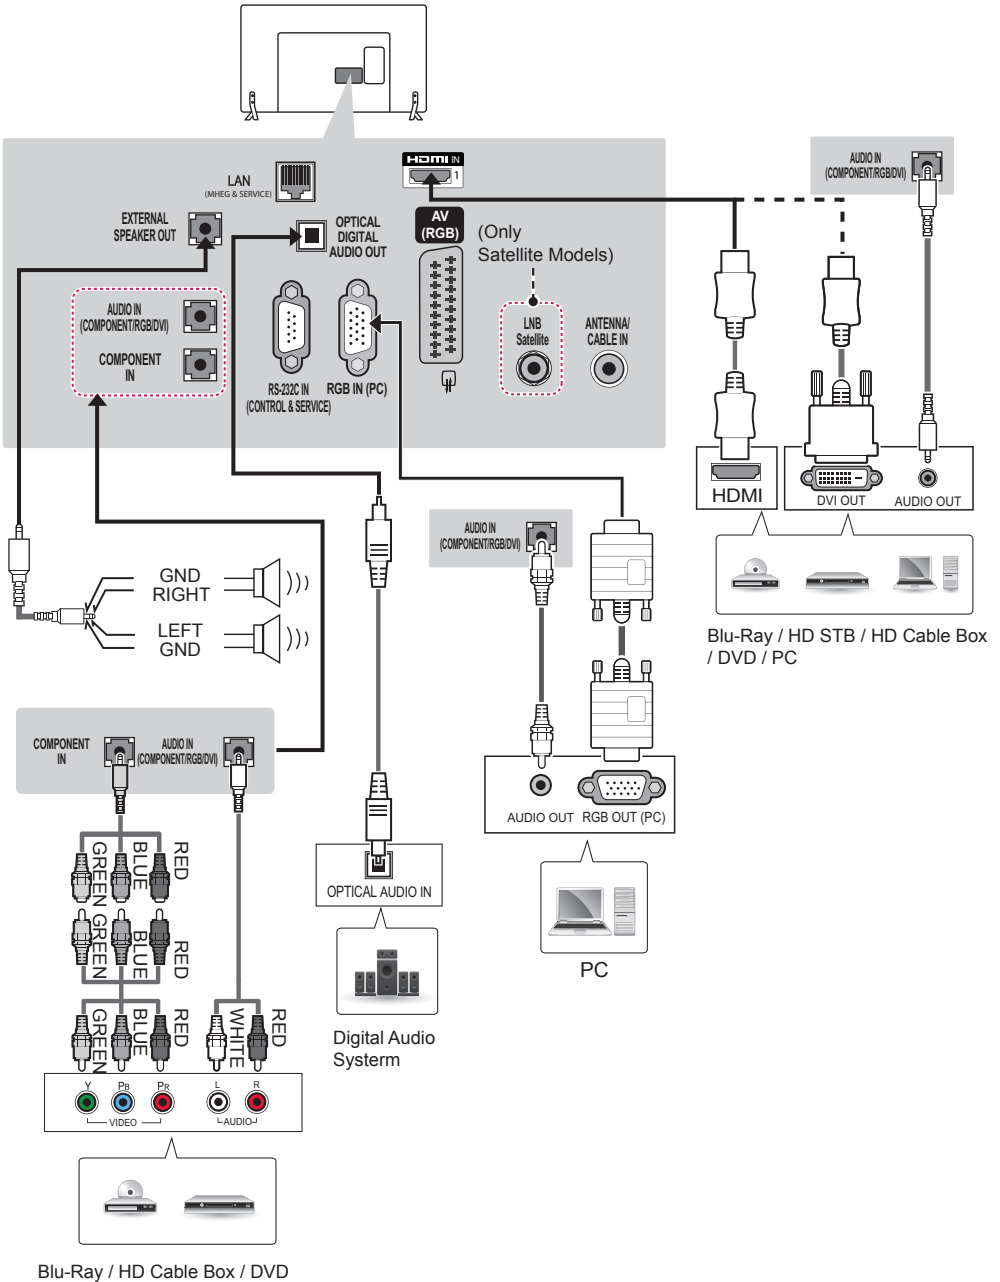 HDMI IN
1
LAN
(MHEG & SERVICE)
EXTERNAL
SPEAKER OUT
OPTICAL
DIGITAL
AUDIO OUT
AV
(RGB)
(Only
Satellite Models)
AUDIO IN
(COMPONENT/RGB/DVI)
COMPONENT
IN
RS-232C IN
(CONTROL & SERVICE)
RGB IN (PC)
LNB
Satellite
ANTENNA/
CABLE IN
AUDIO IN
(COMPONENT/RGB/DVI)
HDMI
DVI OUT
AUDIO OUT
Blu-Ray / HD STB / HD Cable Box
/ DVD / PC
GND
RIGHT
LEFT
GND
AUDIO IN
(COMPONENT/RGB/DVI)
AUDIO OUT
RGB OUT (PC)
PC
COMPONENT
IN
AUDIO IN
(COMPONENT/RGB/DVI)
GREEN
BLUE
RED
GREEN
BLUE
RED
GREEN
BLUE
RED
WHITE
RED
OPTICAL AUDIO IN
Digital Audio
Systerm
Y
PB
PR
L
R
VIDEO
AUDIO
Blu-Ray / HD Cable Box / DVD